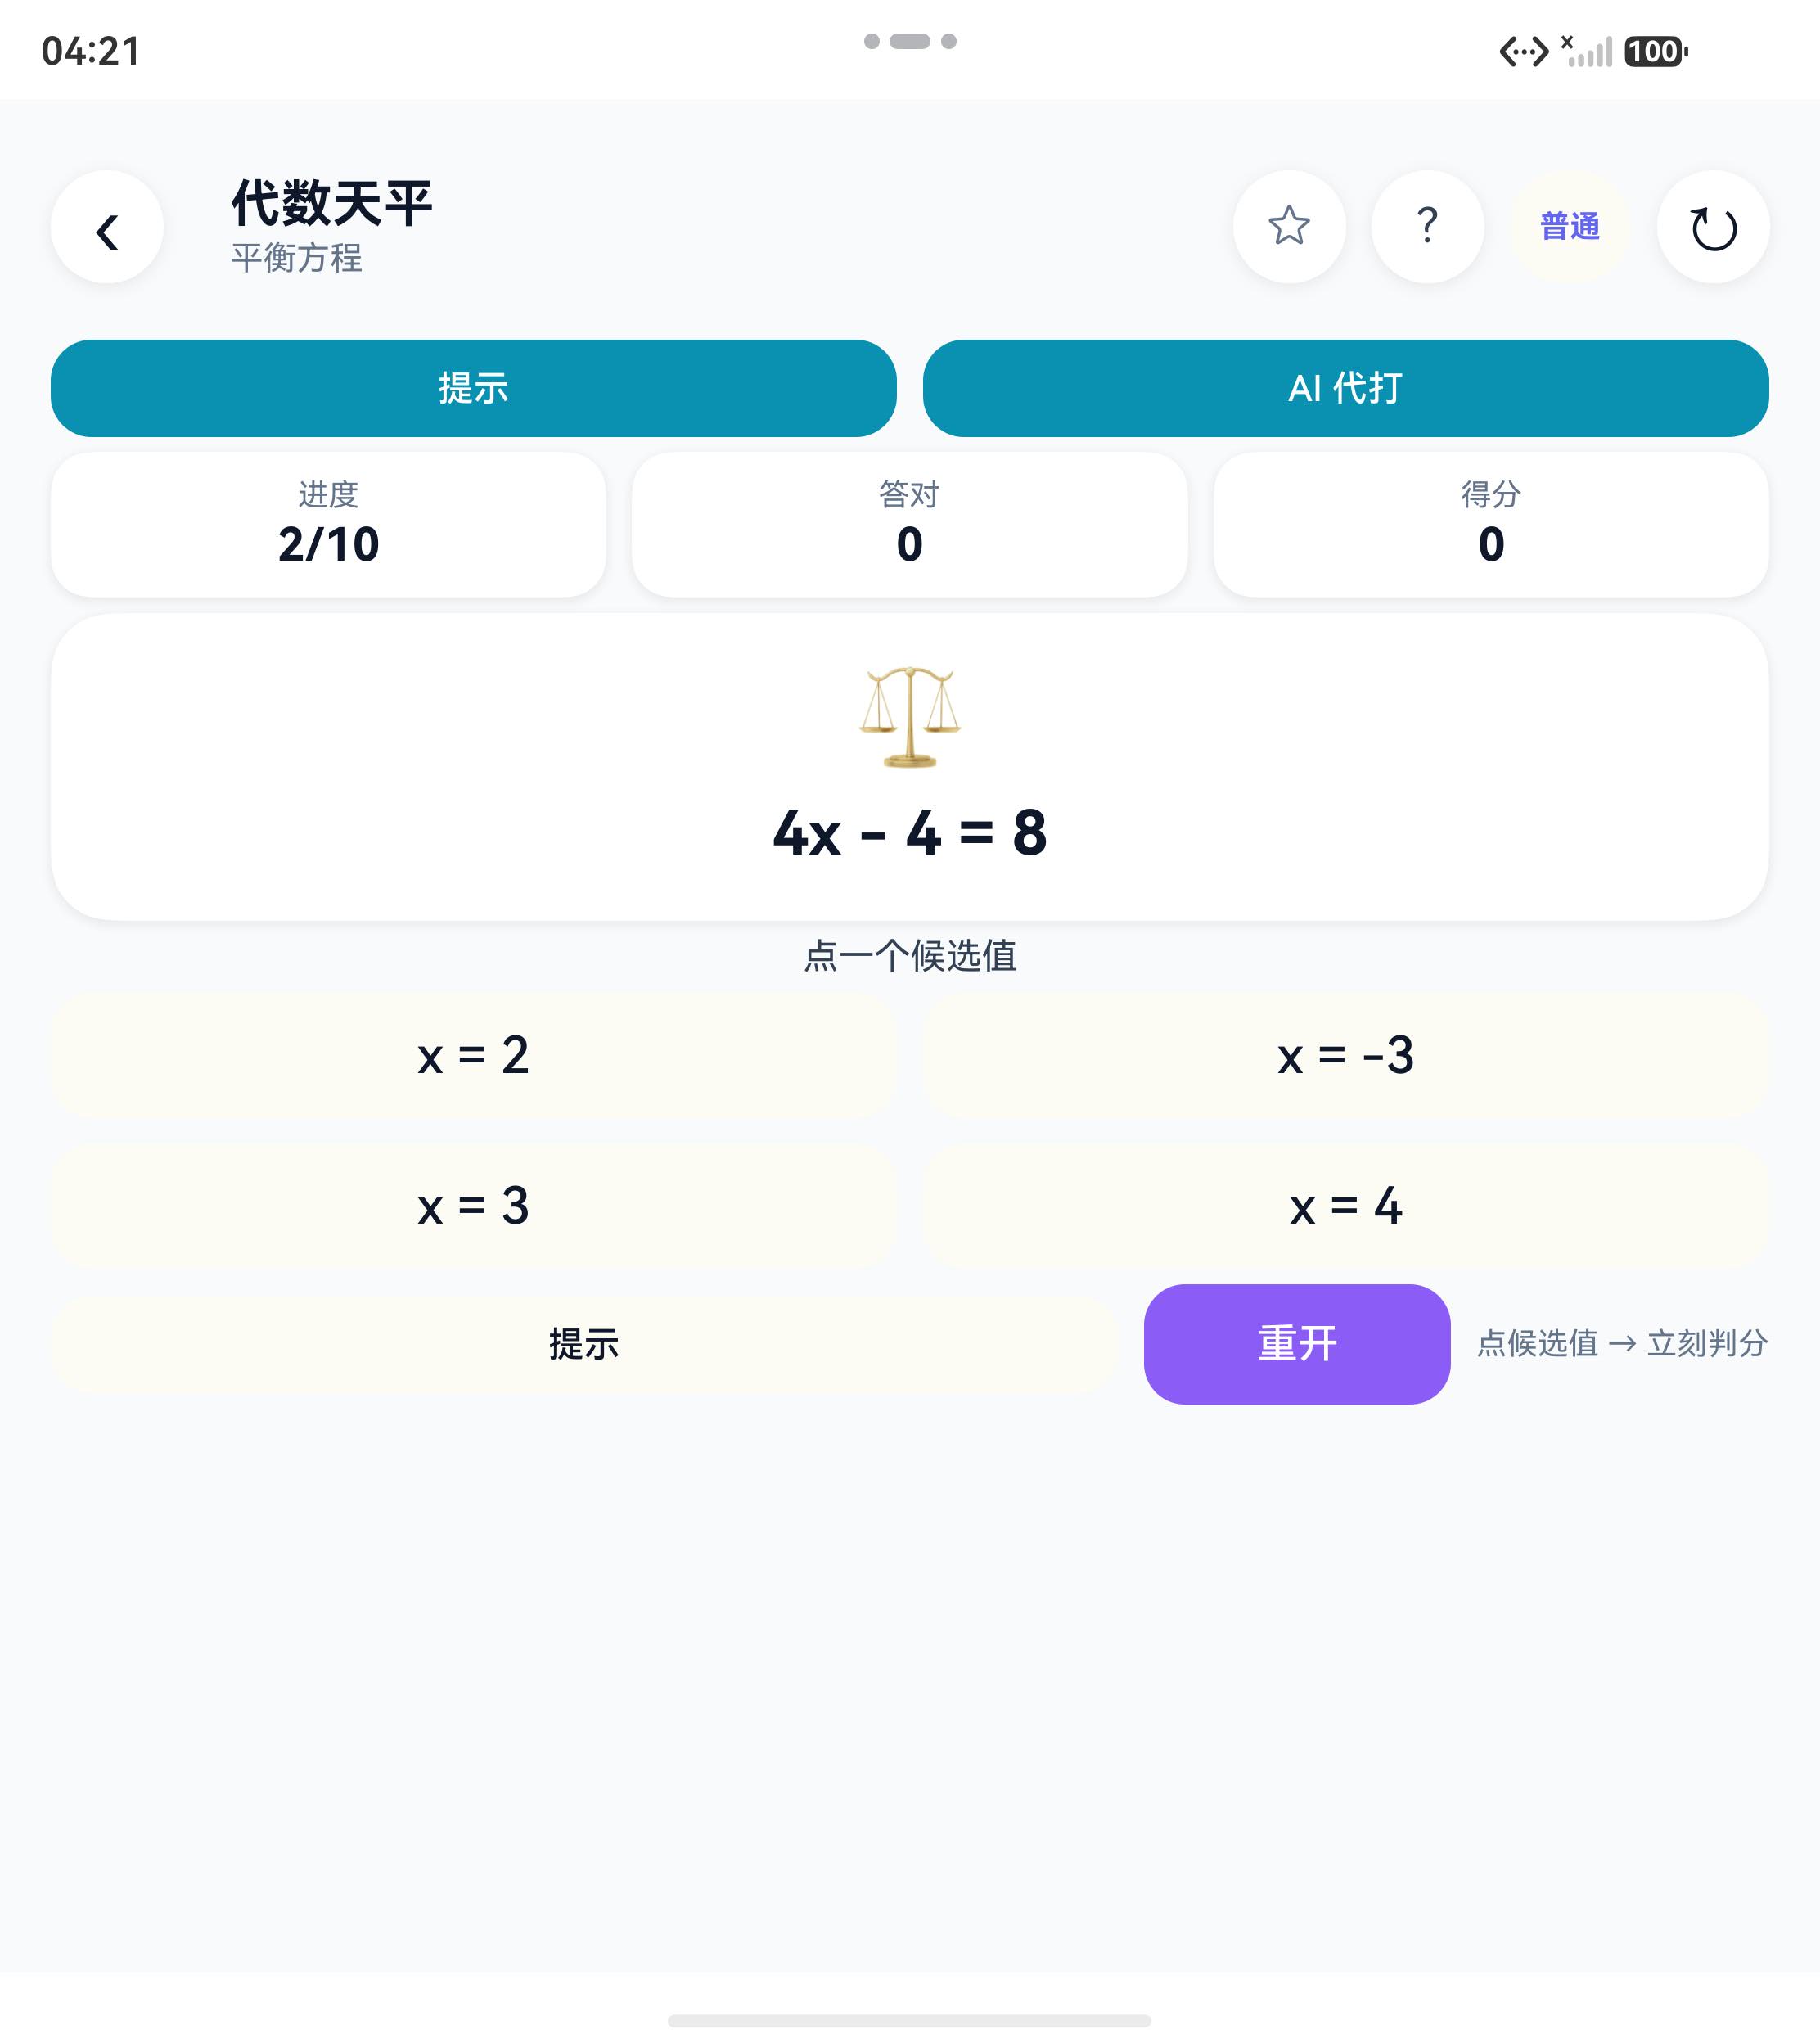 04:21
100
代数天平
平衡方程
?
普通
提示
AI 代打
进度
2/10
答对
0
得分
0
4x - 4 = 8
点一个候选值
x = 2
x = -3
x = 3
x = 4
提示
重开
点候选值 → 立刻判分